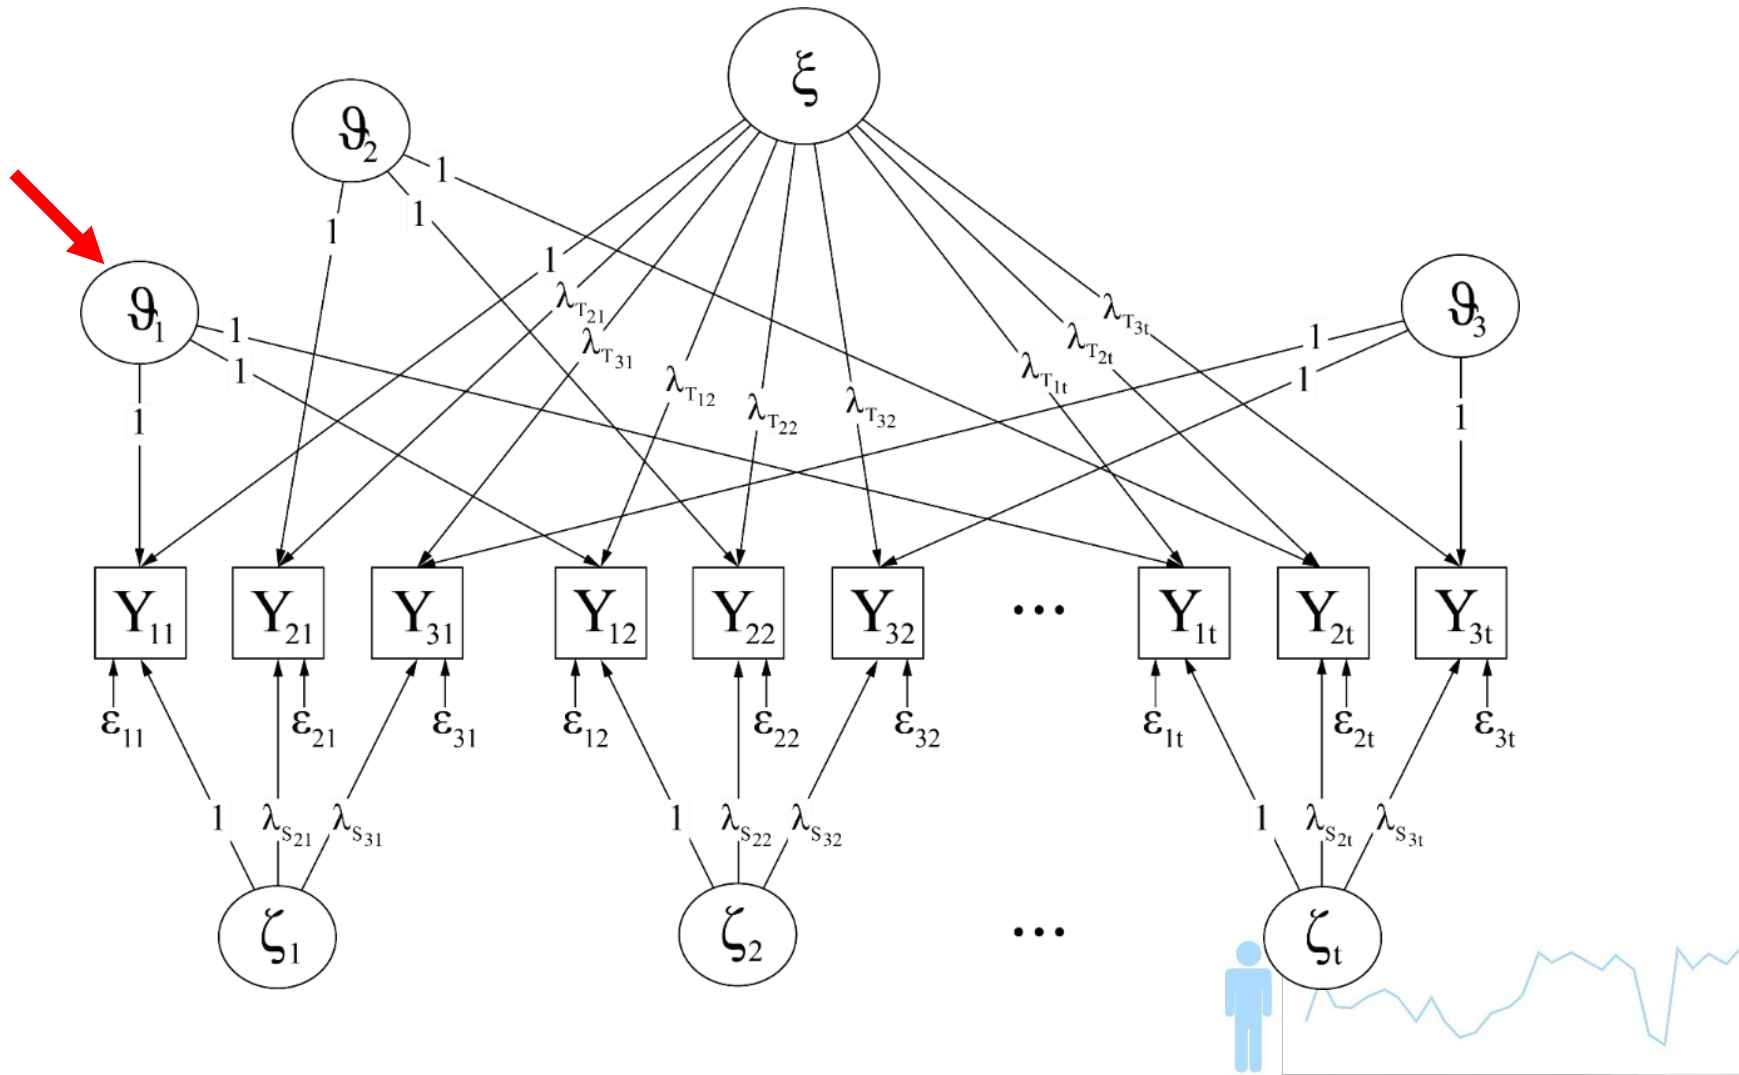 ξ
ϑ₂
1
1
1
ϑ₁
1
1
1
1
λT₂₁
λT₃₁
λT₁₂
λT₂₂
λT₃₂
λT₁ₜ
λT₂ₜ
λT₃ₜ
ϑ₃
1
1
1
Y₁₁ Y₂₁ Y₃₁ Y₁₂ Y₂₂ Y₃₂ ... Y₁ₜ Y₂ₜ Y₃ₜ
ε₁₁ ε₂₁ ε₃₁ ε₁₂ ε₂₂ ε₃₂ ε₁ₜ ε₂ₜ ε₃ₜ
1 λS₂₁ λS₃₁ 1 λS₂₂ λS₃₂ 1 λS₂ₜ λS₃ₜ
ζ₁ ζ₂ ... ζₜ